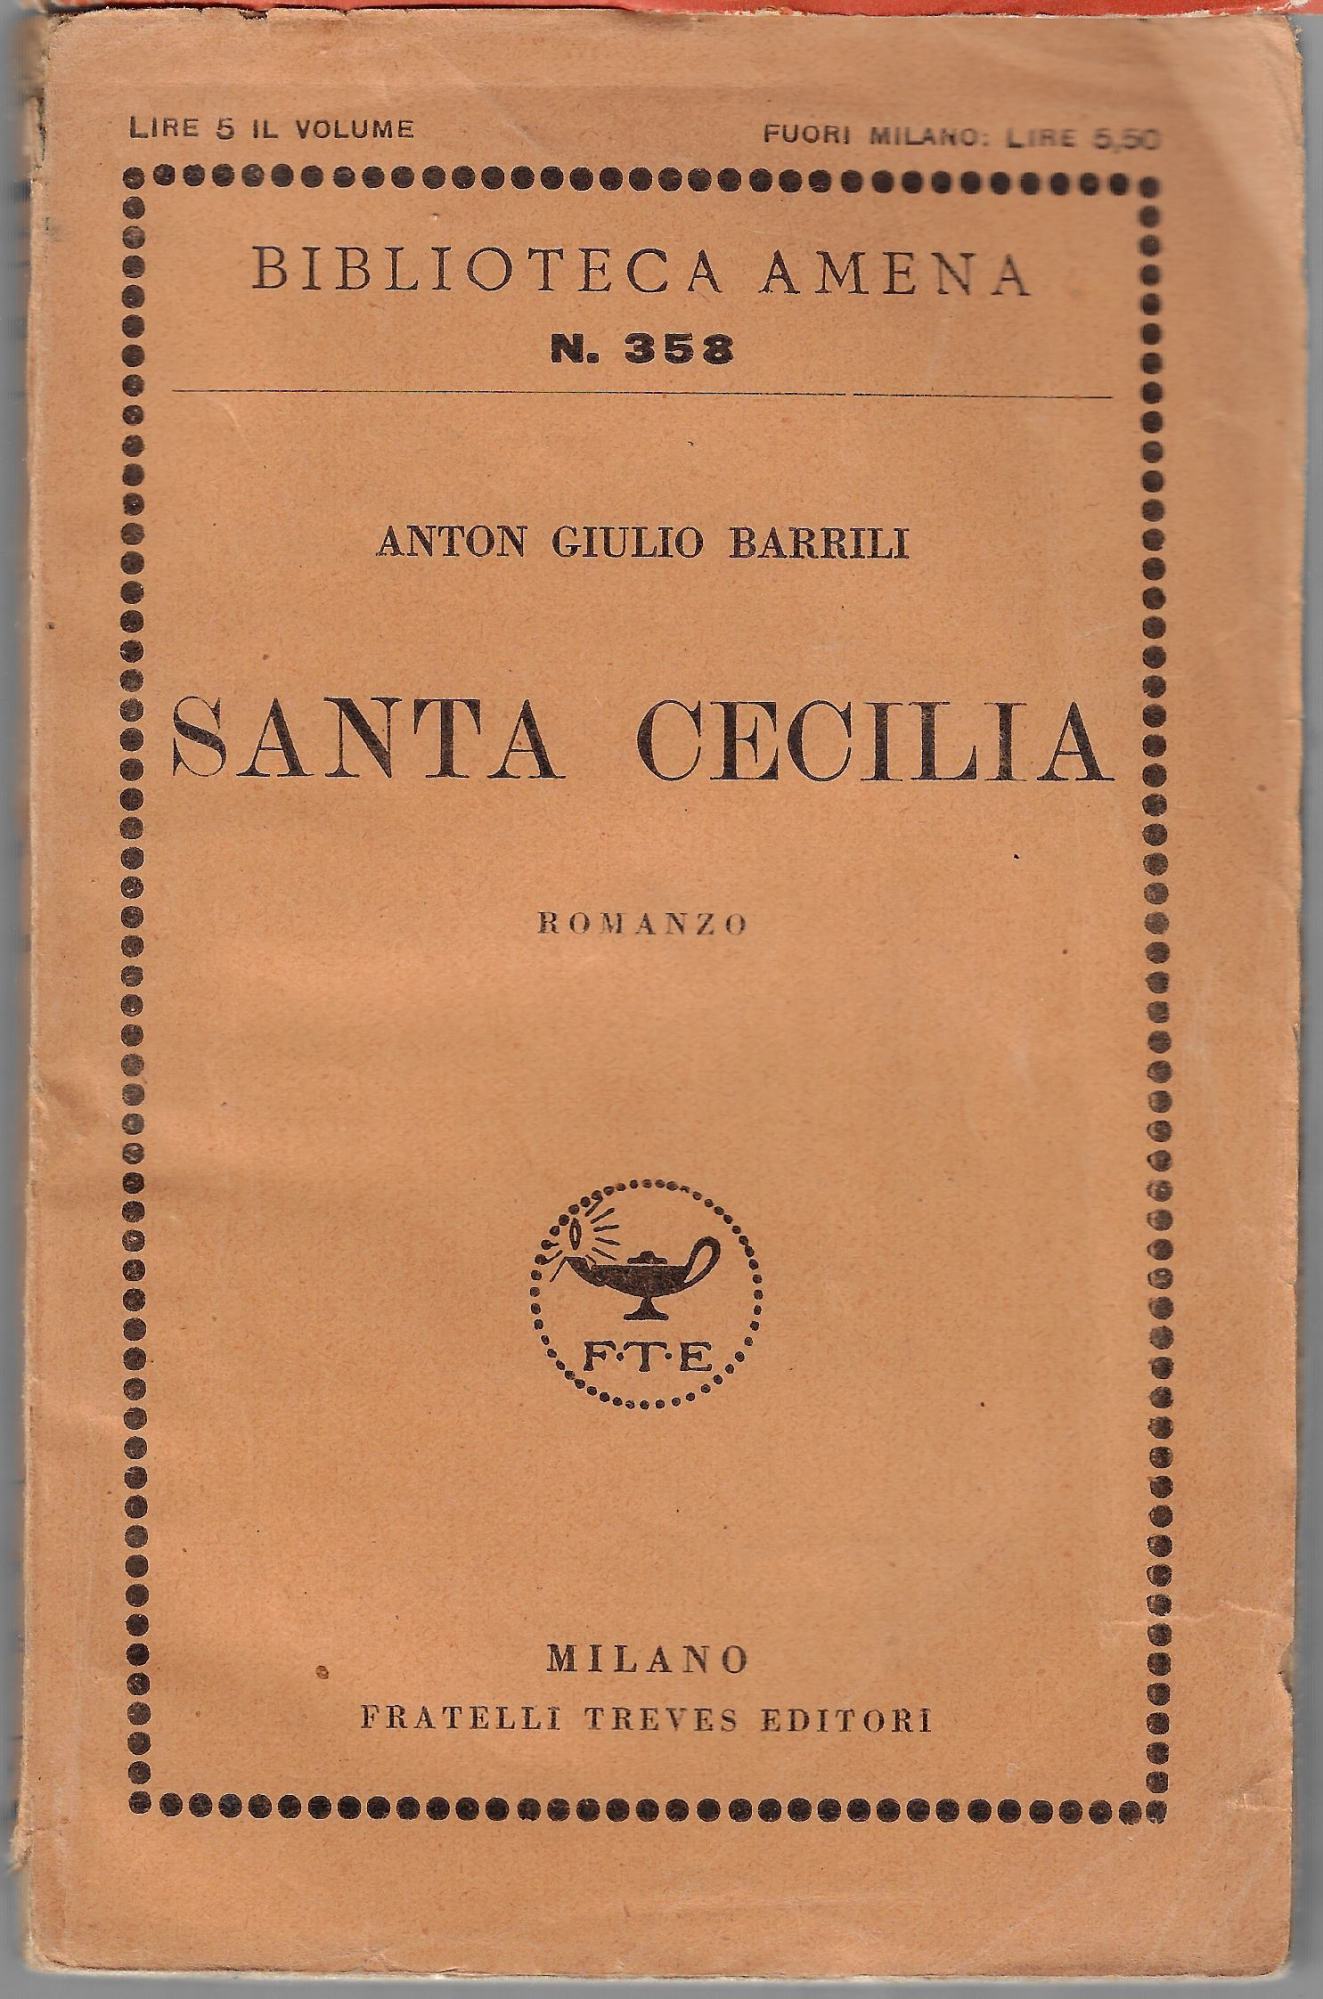 LIRE 5 IL VOLUME
FUORI MILANO: LIRE 5,50
BIBLIOTECA AMENA
N. 358
ANTON GIULIO BARRILI
SANTA CECILIA
ROMANZO
F·T·E
MILANO
FRATELLI TREVES EDITORI